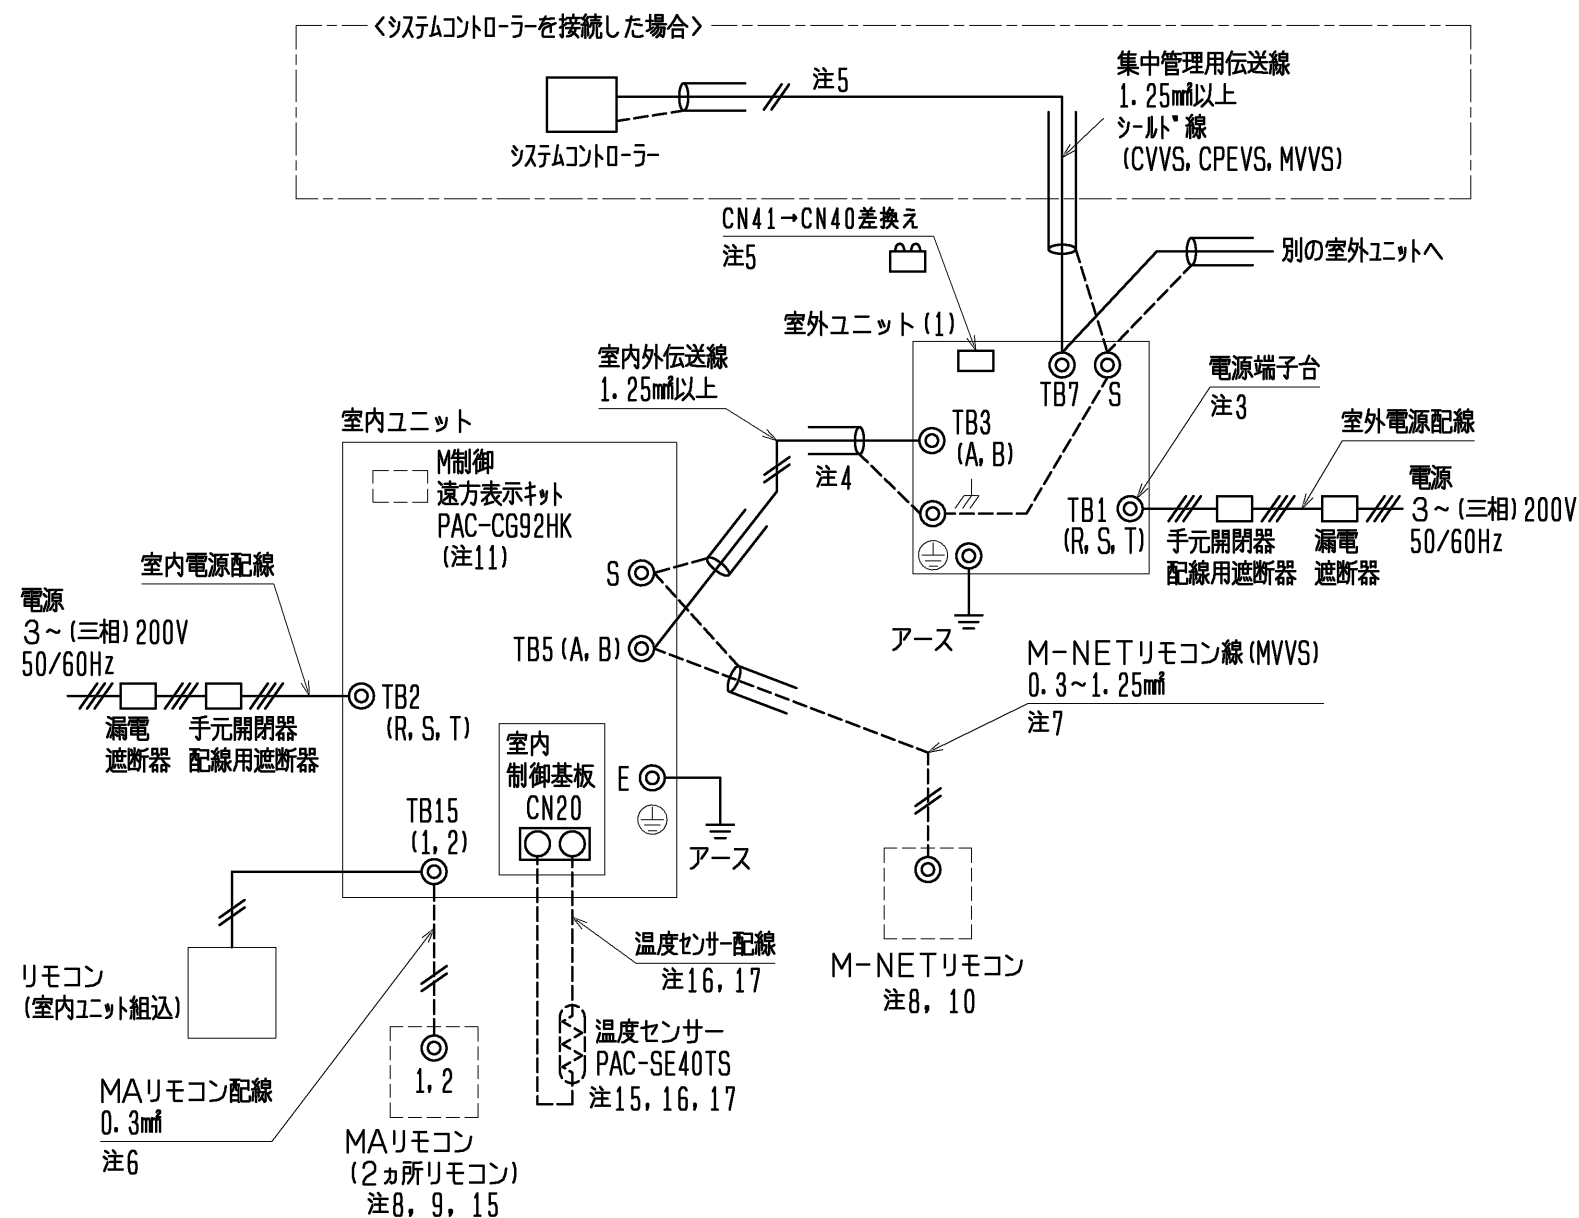 <システムコントローラーを接続した場合>
注5
集中管理用伝送線
1.25m㎡以上
シールド線
(CVVS, CPEVS, MVVS)
システムコントローラー
CN41→CN40差換え
注5
別の室外ユニットへ
室外ユニット(1)
室内外伝送線
1.25m㎡以上
TB7
S
電源端子台
注3
室内ユニット
TB3
(A, B)
室外電源配線
M制御
遠方表示キット
PAC-CG92HK
(注11)
注4
電源
3~(三相)200V
50/60Hz
TB1
(R, S, T)
手元開閉器
配線用遮断器
漏電
遮断器
室内電源配線
S
電源
3~(三相)200V
50/60Hz
アース
TB5(A, B)
M-NETリモコン線(MVVS)
0.3~1.25m㎡
注7
TB2
(R, S, T)
漏電
遮断器
手元開閉器
配線用遮断器
室内
制御基板
CN20
E
アース
TB15
(1, 2)
温度センサー配線
注16, 17
M-NETリモコン
注8, 10
リモコン
(室内ユニット組込)
温度センサー
PAC-SE40TS
注15, 16, 17
1, 2
MAリモコン配線
0.3m㎡
注6
MAリモコン
(2ヵ所リモコン)
注8, 9, 15